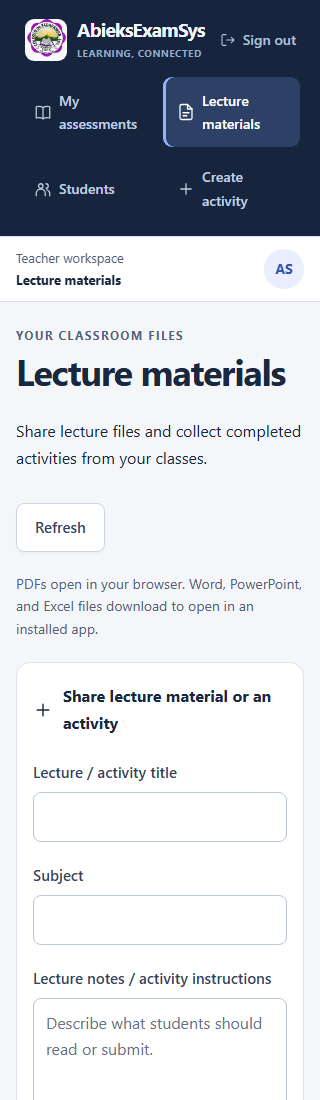 AbieksExamSys
LEARNING, CONNECTED
Sign out
My
assessments
Lecture
materials
Students
Create
activity
Teacher workspace
Lecture materials
AS
YOUR CLASSROOM FILES
Lecture materials
Share lecture files and collect completed
activities from your classes.
Refresh
PDFs open in your browser. Word, PowerPoint,
and Excel files download to open in an
installed app.
Share lecture material or an
activity
Lecture / activity title
Subject
Lecture notes / activity instructions
Describe what students should
read or submit.